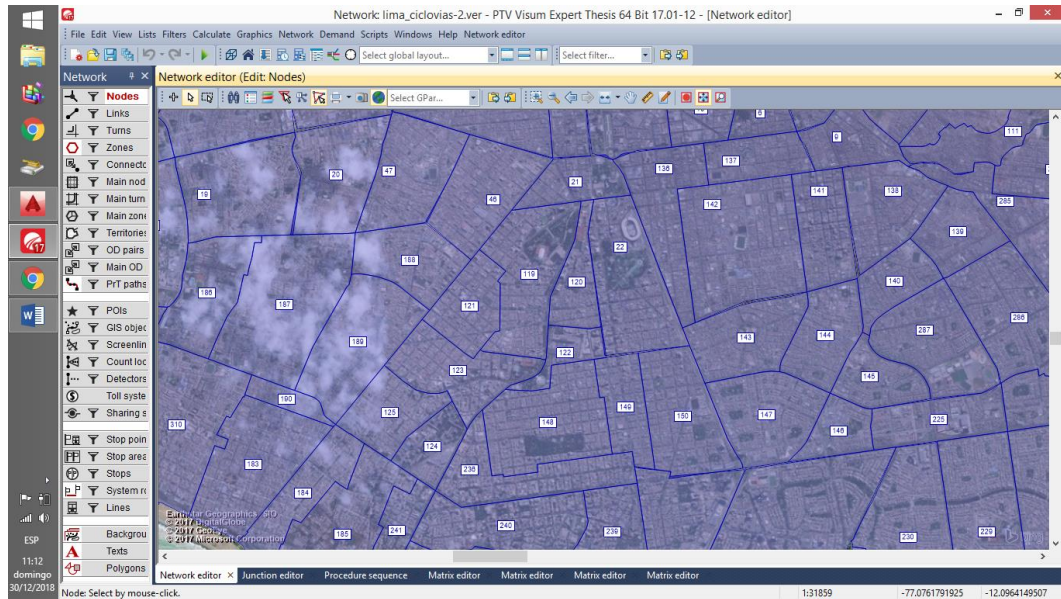 Network: lima_ciclovias-2.ver - PTV Visum Expert Thesis 64 Bit 17.01-12 - [Network editor]
File Edit View Lists Filters Calculate Graphics Network Demand Scripts Windows Help Network editor
Select global layout...
Select filter...
Network
Network editor (Edit: Nodes)
Select GPar...
Nodes
Links
Turns
Zones
Connecto
Main nod
Main turn
Main zone
Territories
OD pairs
Main OD
PrT paths
POIs
GIS objec
Screenlin
Count loc
Detectors
Toll syste
Sharing s
Stop poin
Stop area
Stops
System ro
Lines
Backgrou
Texts
Polygons
6
9
111
136
137
20
47
21
19
46
142
141
138
285
139
22
188
119
120
140
186
187
121
286
287
189
143
144
122
123
145
190
125
310
148
149
150
147
146
225
124
183
236
184
185
241
240
239
230
229
Earthstar Geographics SIO
© 2017 DigitalGlobe
© 2017 GeoEye
© 2017 Microsoft Corporation
ESP
11:12
domingo
30/12/2018
Network editor
Junction editor
Procedure sequence
Matrix editor
Matrix editor
Matrix editor
Matrix editor
Node: Select by mouse-click.
1:31859
-77.0761791925
-12.0964149507